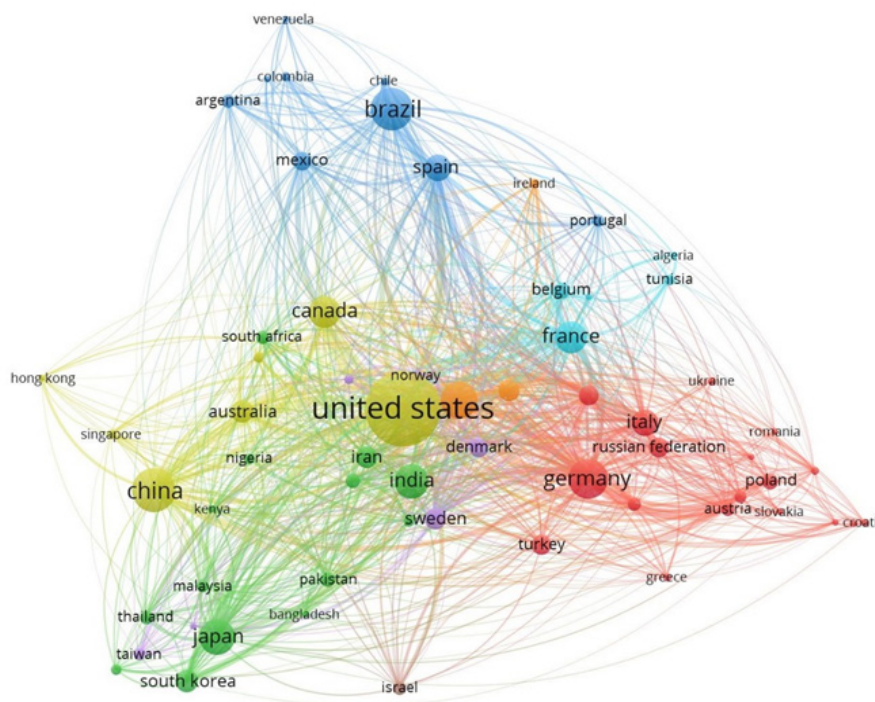 venezuela
colombia
chile
argentina
brazil
mexico
spain
ireland
portugal
algeria
tunisia
belgium
canada
south africa
france
hong kong
norway
ukraine
united states
australia
italy
singapore
romania
denmark
russian federation
nigeria
iran
india
germany
poland
china
kenya
sweden
austria
slovakia
croati
turkey
greece
malaysia
pakistan
thailand
bangladesh
japan
taiwan
south korea
israel